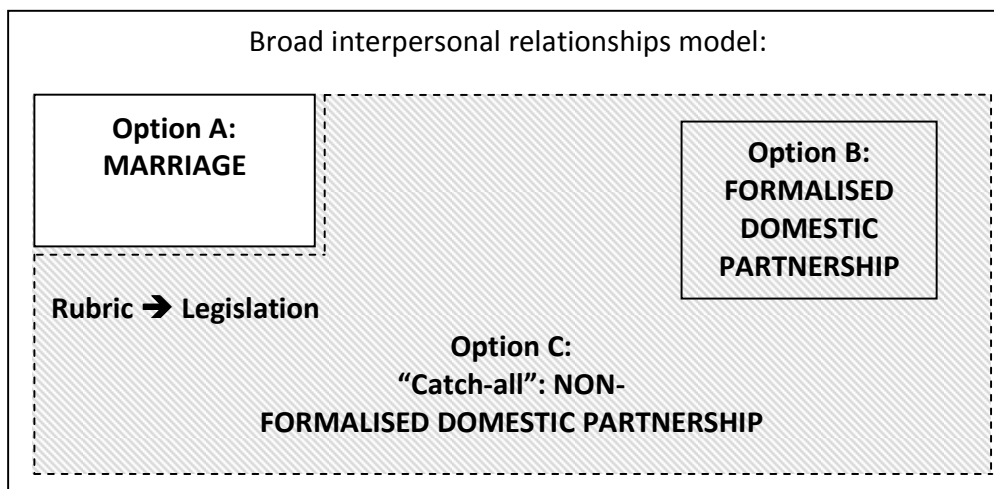 Broad interpersonal relationships model:
Option A:
MARRIAGE
Option B:
FORMALISED
DOMESTIC
PARTNERSHIP
Rubric ➔ Legislation
Option C:
“Catch-all”: NON-
FORMALISED DOMESTIC PARTNERSHIP